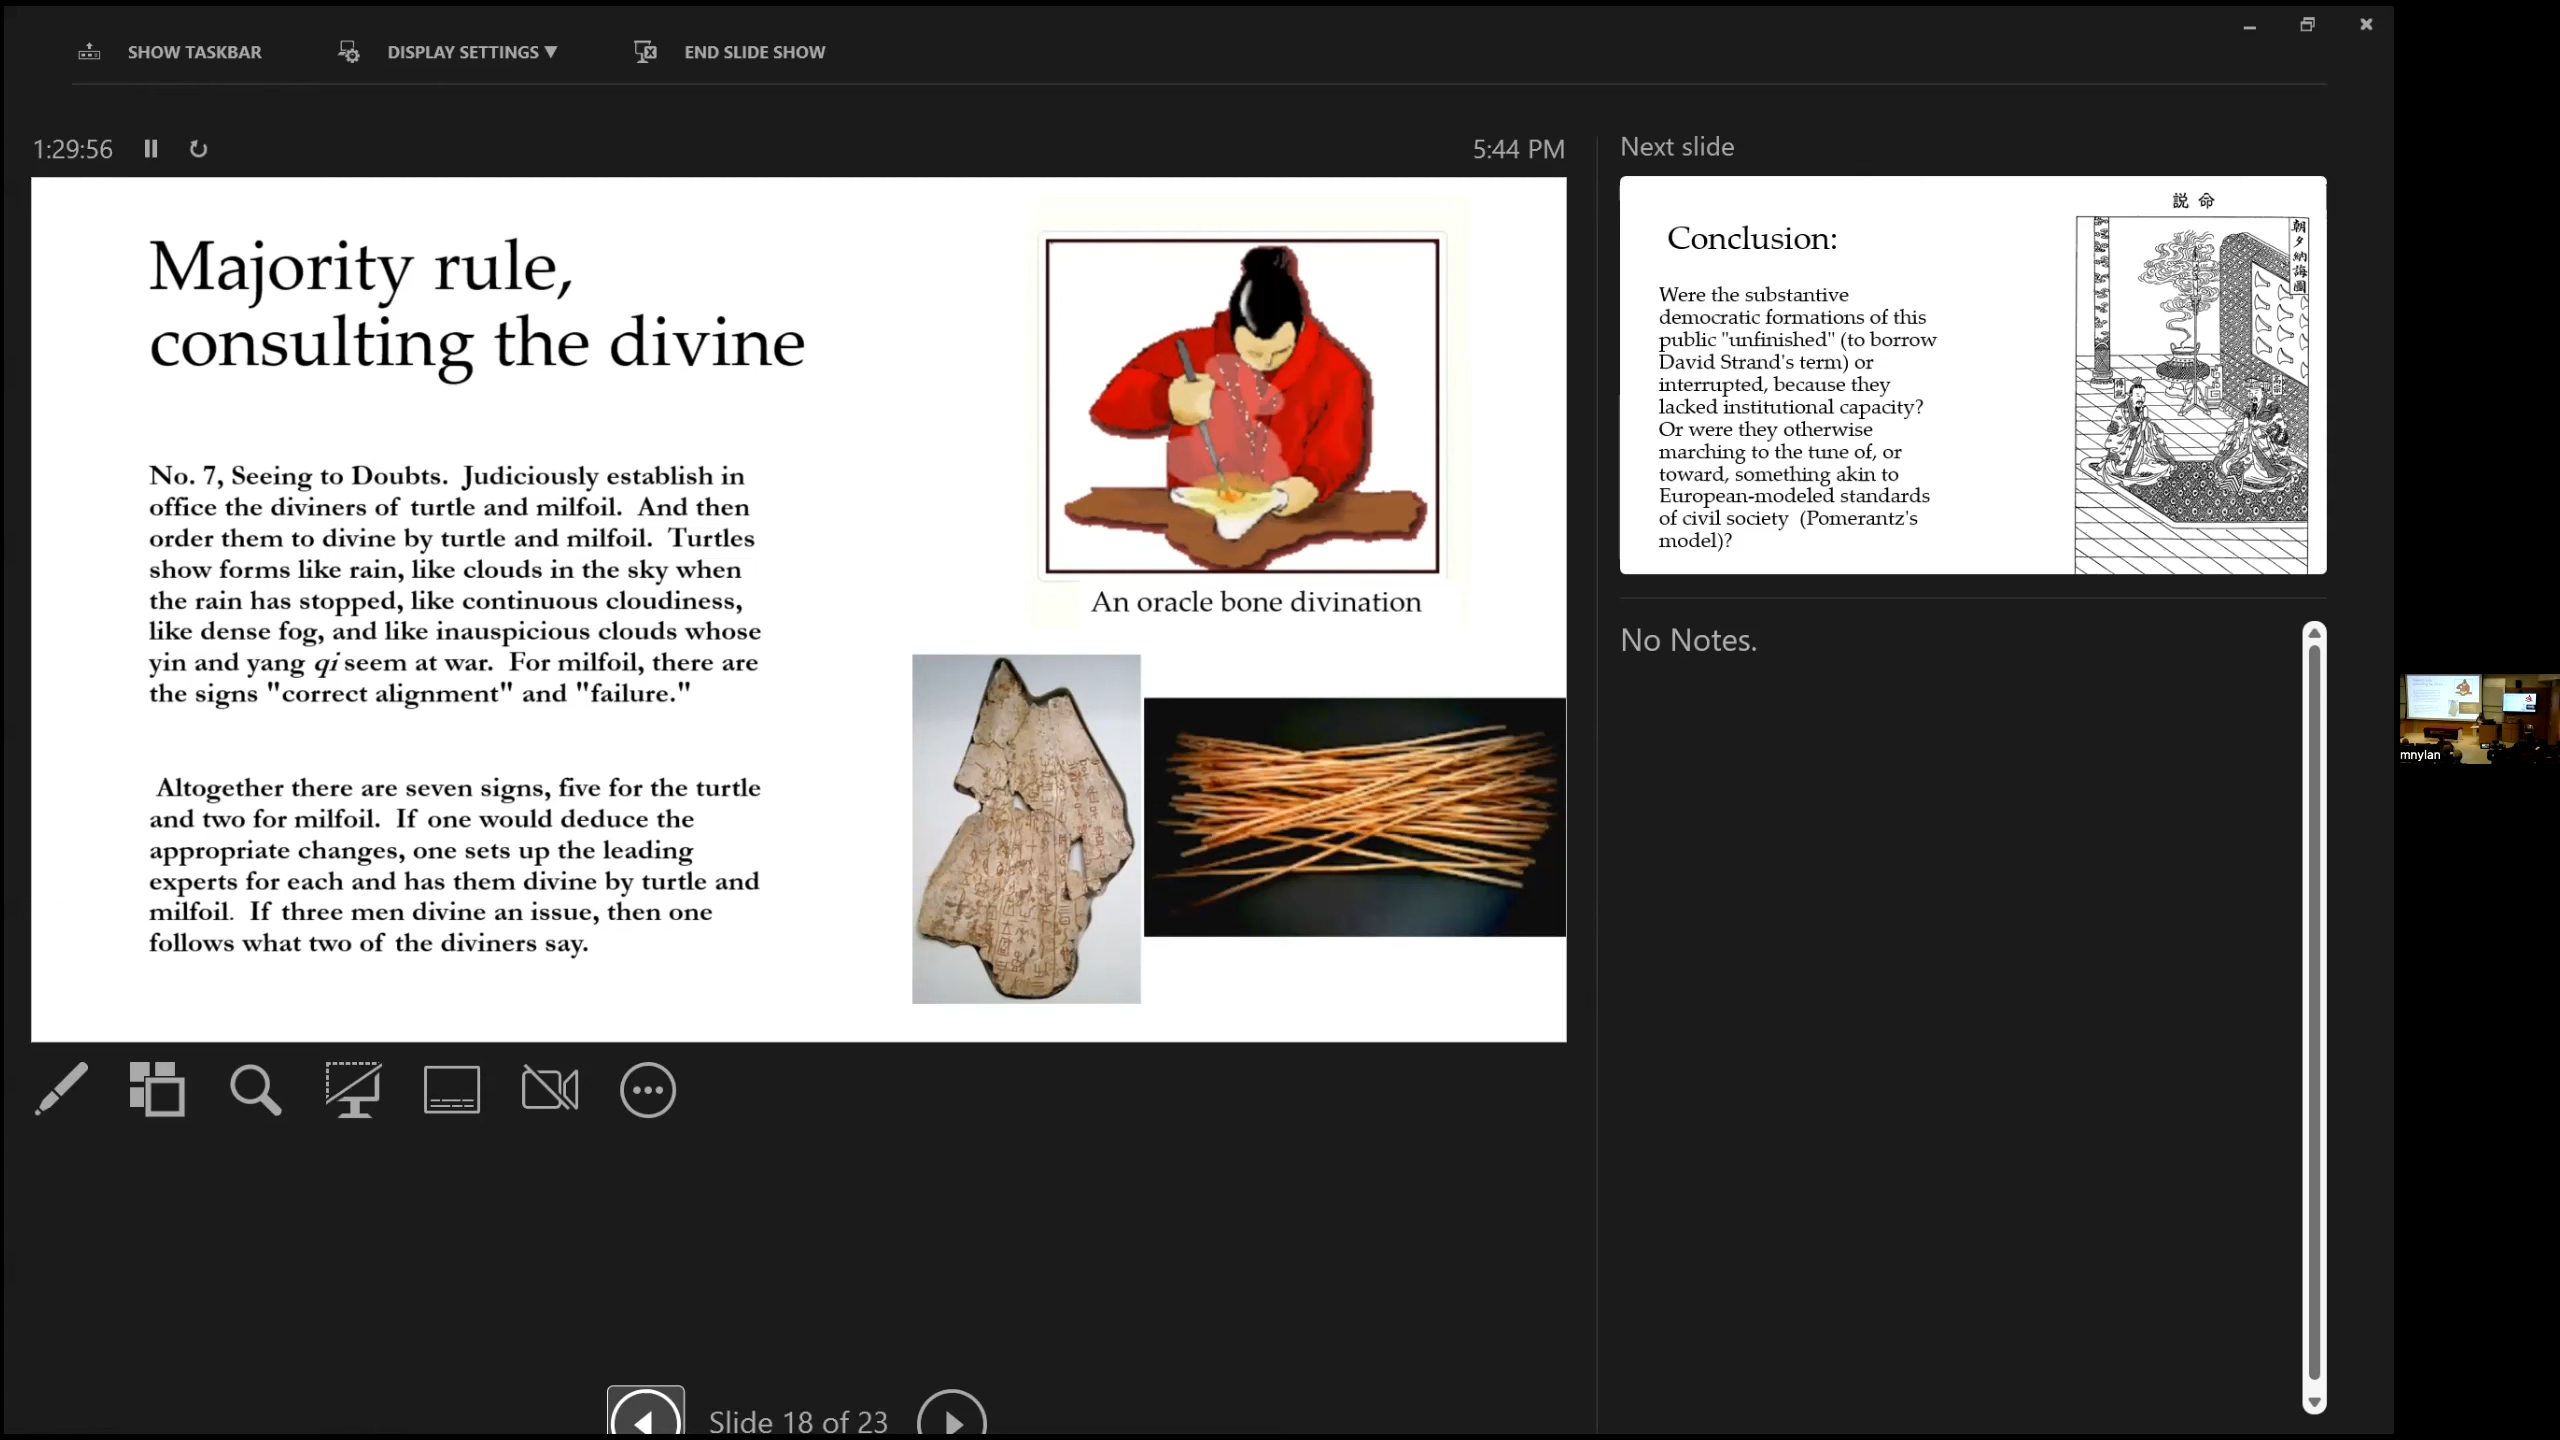 SHOW TASKBAR
DISPLAY SETTINGS ▼
END SLIDE SHOW
1:29:56
5:44 PM
Majority rule,
consulting the divine
No. 7, Seeing to Doubts. Judiciously establish in
office the diviners of turtle and milfoil. And then
order them to divine by turtle and milfoil. Turtles
show forms like rain, like clouds in the sky when
the rain has stopped, like continuous cloudiness,
like dense fog, and like inauspicious clouds whose
yin and yang qi seem at war. For milfoil, there are
the signs "correct alignment" and "failure."
Altogether there are seven signs, five for the turtle
and two for milfoil. If one would deduce the
appropriate changes, one sets up the leading
experts for each and has them divine by turtle and
milfoil. If three men divine an issue, then one
follows what two of the diviners say.
An oracle bone divination
Next slide
説命
朝夕納誨圖
Conclusion:
Were the substantive
democratic formations of this
public "unfinished" (to borrow
David Strand's term) or
interrupted, because they
lacked institutional capacity?
Or were they otherwise
marching to the tune of, or
toward, something akin to
European-modeled standards
of civil society (Pomerantz's
model)?
No Notes.
mnylan
Slide 18 of 23